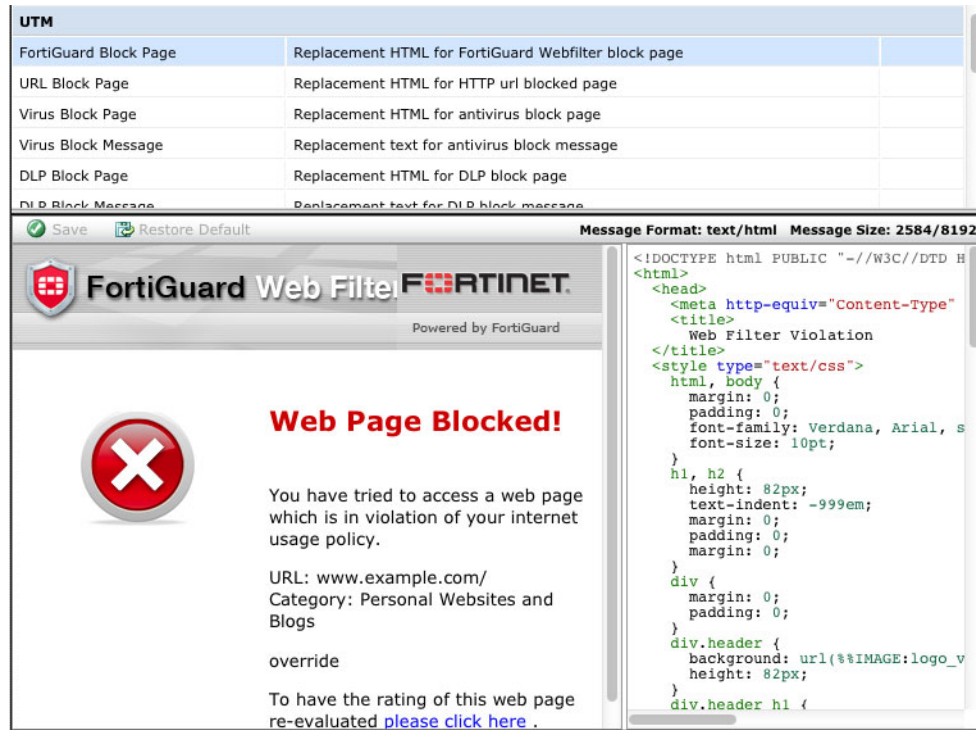 UTM
FortiGuard Block Page Replacement HTML for FortiGuard Webfilter block page
URL Block Page Replacement HTML for HTTP url blocked page
Virus Block Page Replacement HTML for antivirus block page
Virus Block Message Replacement text for antivirus block message
DLP Block Page Replacement HTML for DLP block page
DLP Block Message Replacement text for DLP block message
Save Restore Default Message Format: text/html Message Size: 2584/8192
FortiGuard Web Filte FORTINET.
Powered by FortiGuard
Web Page Blocked!
You have tried to access a web page
which is in violation of your internet
usage policy.
URL: www.example.com/
Category: Personal Websites and
Blogs
override
To have the rating of this web page
re-evaluated please click here .
<!DOCTYPE html PUBLIC "-//W3C//DTD H
<html>
<head>
<meta http-equiv="Content-Type"
<title>
Web Filter Violation
</title>
<style type="text/css">
html, body {
margin: 0;
padding: 0;
font-family: Verdana, Arial, s
font-size: 10pt;
}
h1, h2 {
height: 82px;
text-indent: -999em;
margin: 0;
padding: 0;
margin: 0;
}
div {
margin: 0;
padding: 0;
}
div.header {
background: url(%%IMAGE:logo_v
height: 82px;
}
div.header h1 {